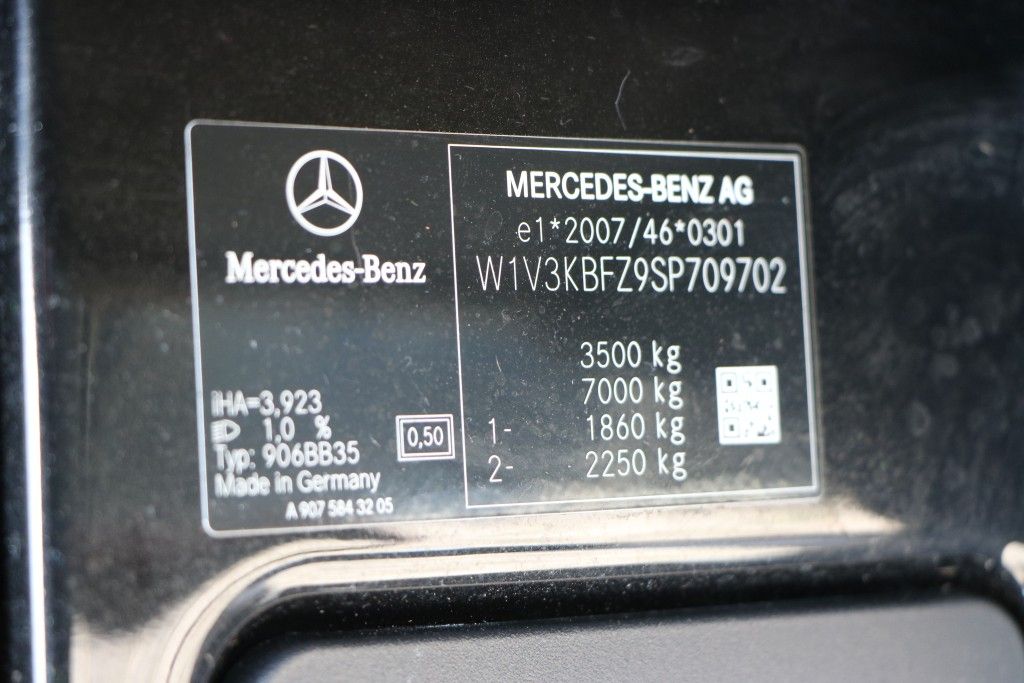 Mercedes-Benz
iHA=3,923
1,0 %
Typ: 906BB35
Made in Germany
A 907 584 32 05
0,50
MERCEDES-BENZ AG
e1*2007/46*0301
W1V3KBFZ9SP709702
3500 kg
7000 kg
1- 1860 kg
2- 2250 kg